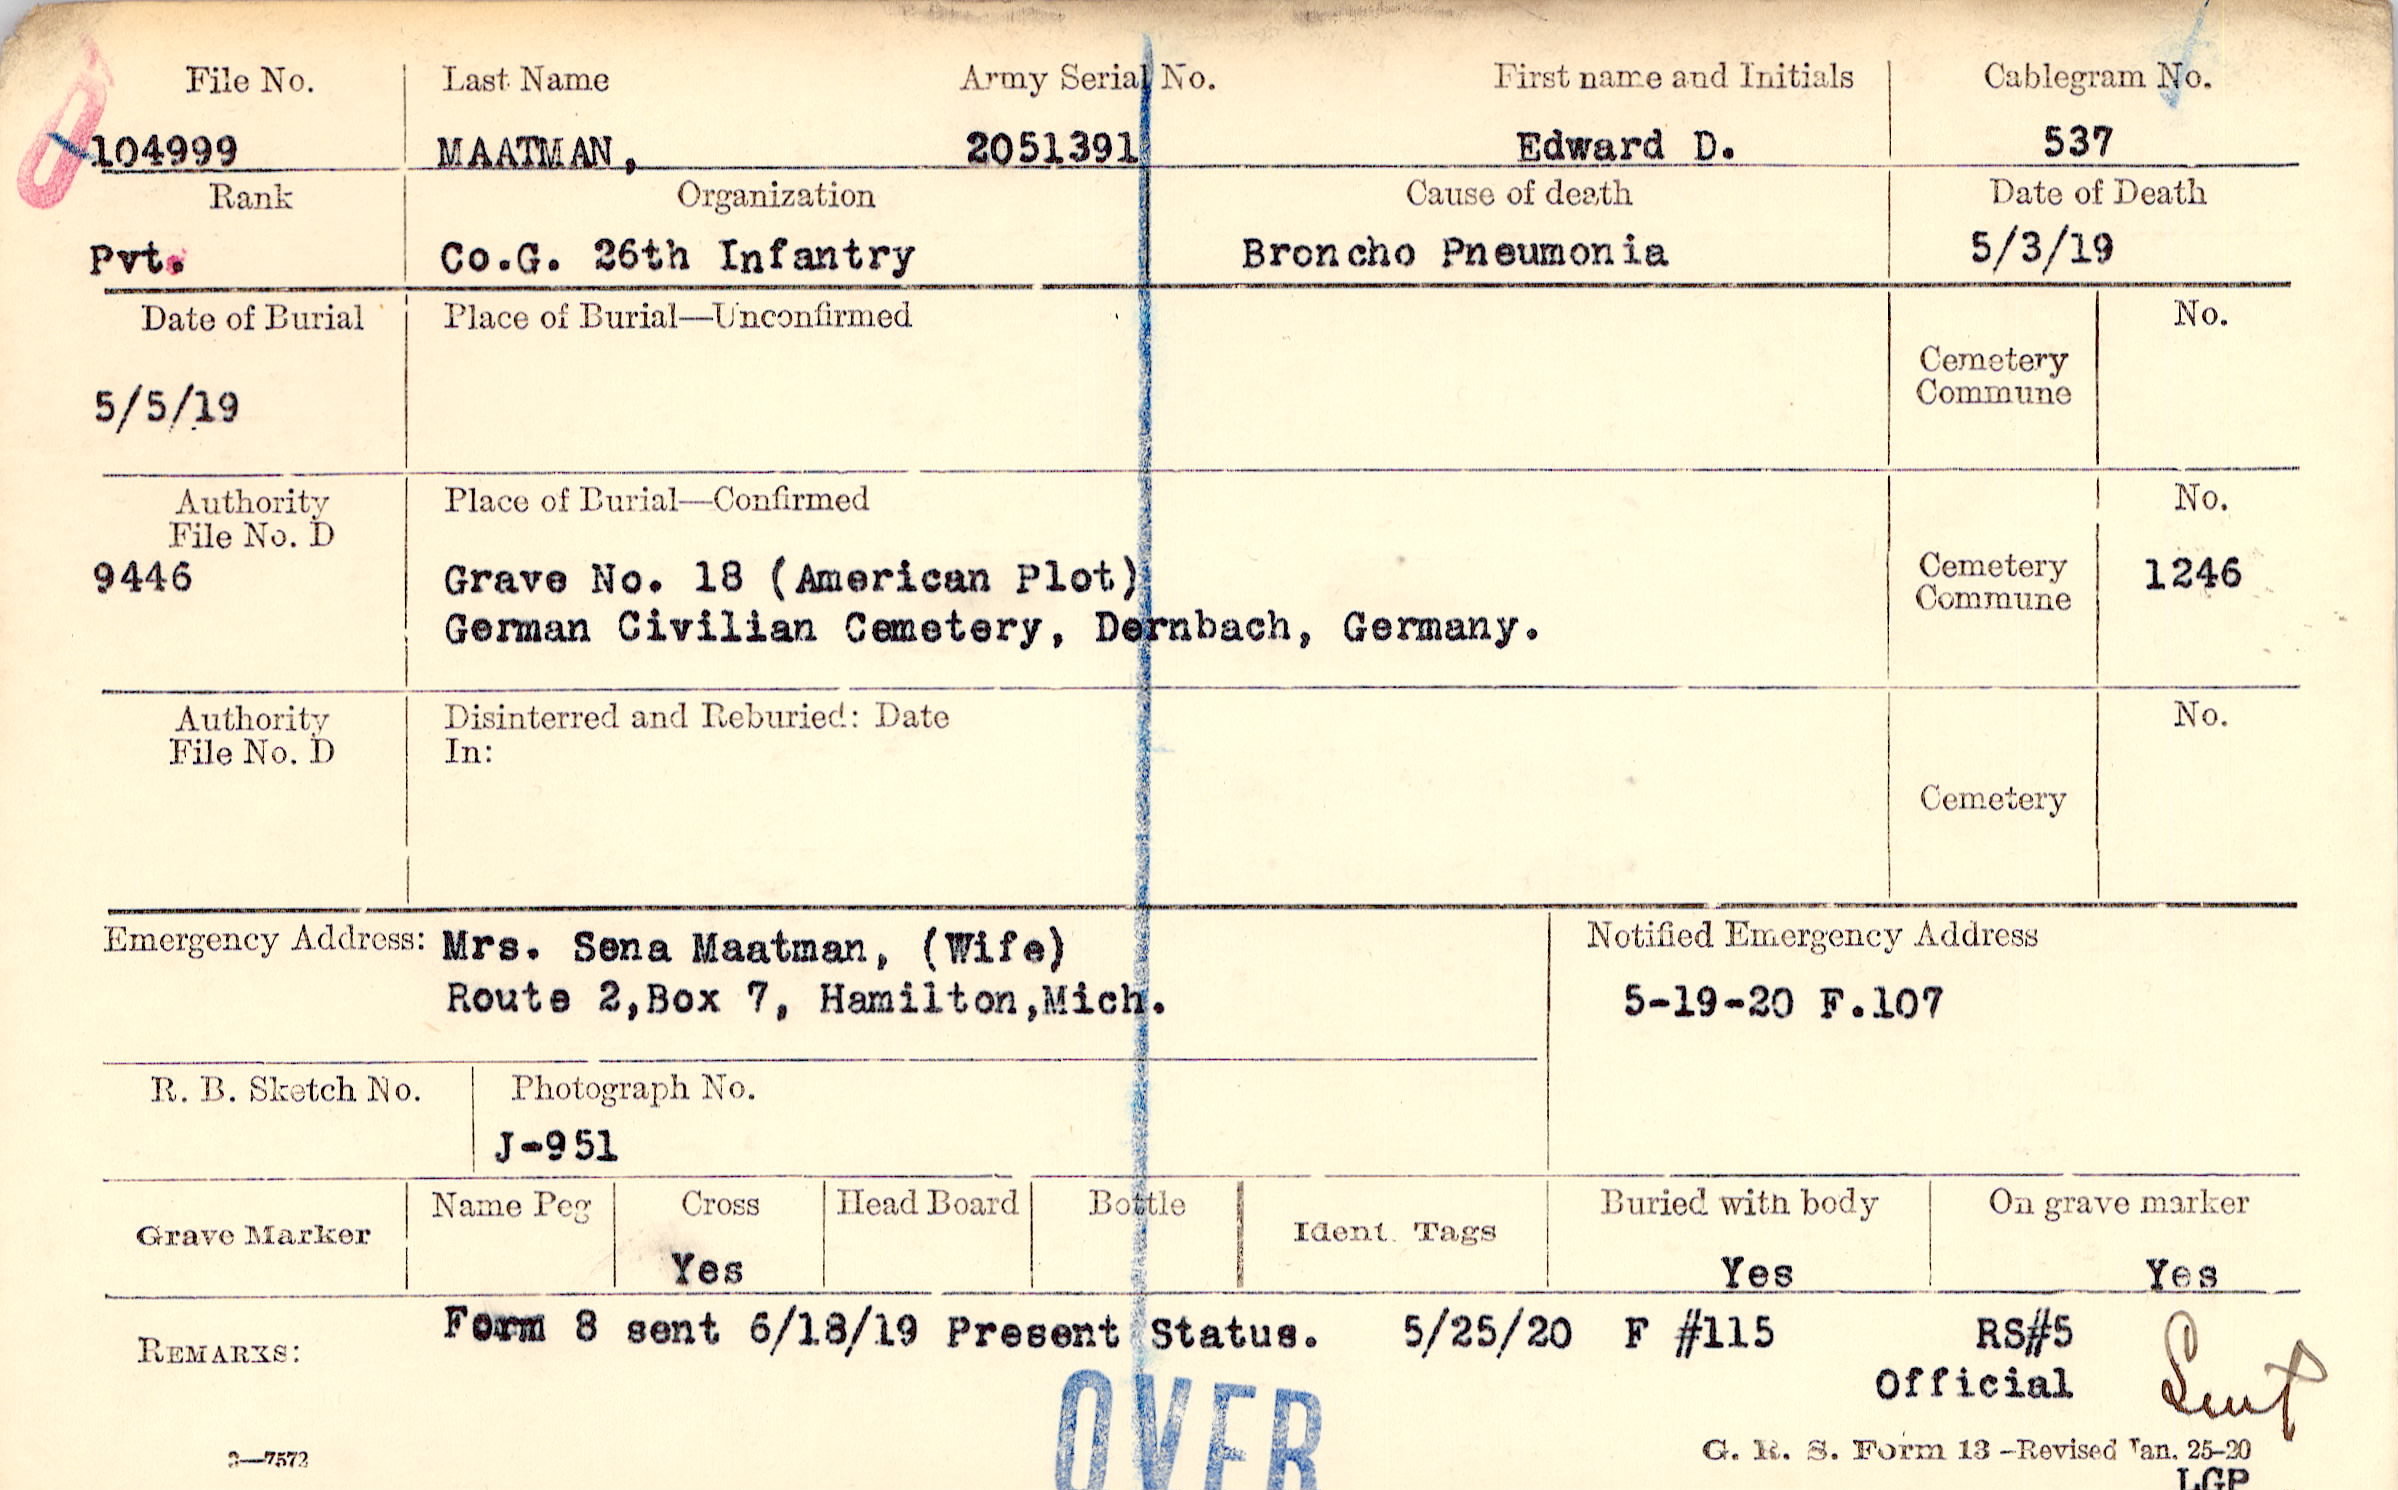 File No. Last Name Army Serial No. First name and Initials Cablegram No.
104999 MAATMAN, 2051391 Edward D. 537
Rank Organization Cause of death Date of Death
Pvt. Co.G. 26th Infantry Broncho Pneumonia 5/3/19
Date of Burial Place of Burial—Unconfirmed No.
Cemetery
Commune
5/5/19
Authority Place of Burial—Confirmed No.
File No. D
9446 Grave No. 18 (American Plot) Cemetery 1246
Commune
German Civilian Cemetery, Dernbach, Germany.
Authority Disinterred and Reburied: Date No.
File No. D In:
Cemetery
Emergency Address: Mrs. Sena Maatman, (Wife) Notified Emergency Address
Route 2,Box 7, Hamilton,Mich. 5-19-20 F.107
R. B. Sketch No. Photograph No.
J-951
Name Peg Cross Head Board Bottle Buried with body On grave marker
Grave Marker Ident. Tags
Yes Yes Yes
Form 8 sent 6/18/19 Present Status. 5/25/20 F #115 RS#5
REMARKS:
Official Sent
OVER
3—7572 G. R. S. Form 13 -Revised Jan. 25-20
LGP